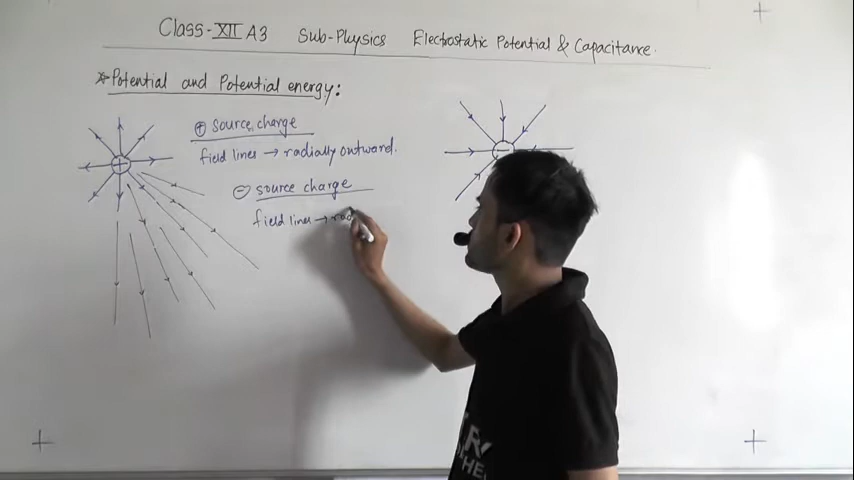 Class-XII A3 Sub-Physics Electrostatic Potential & Capacitance.
* Potential and Potential energy:
+ source charge
field lines → radially outward.
− source charge
field lines → rad
+
−